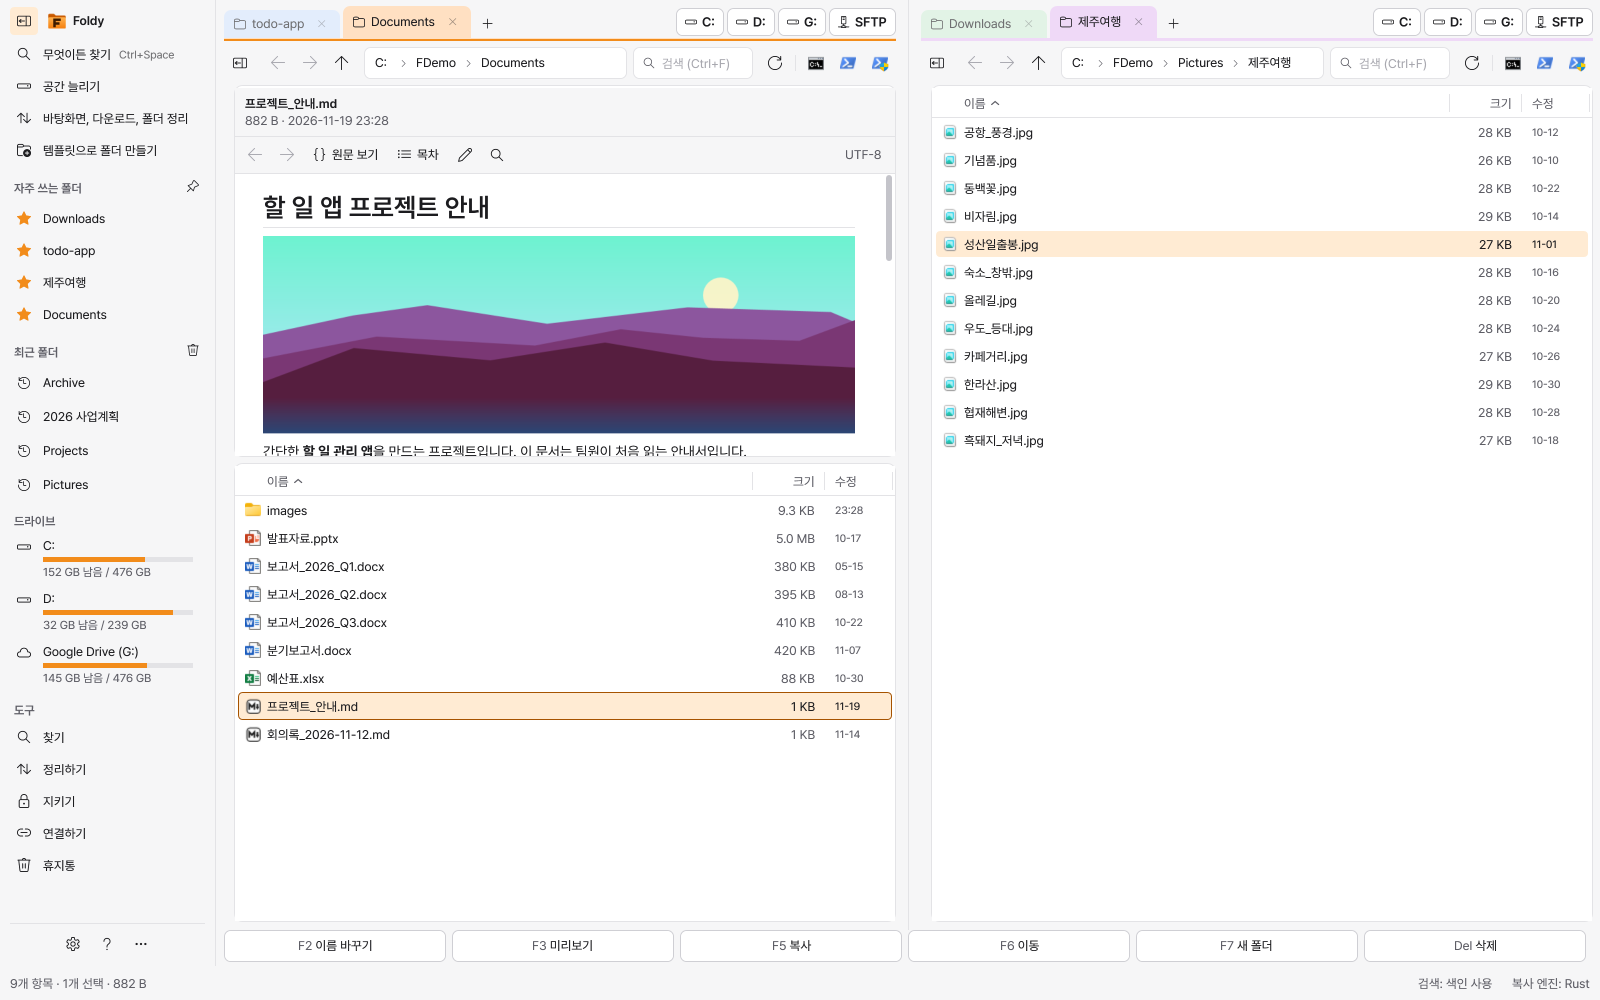 Foldy
무엇이든 찾기 Ctrl+Space
공간 늘리기
바탕화면, 다운로드, 폴더 정리
템플릿으로 폴더 만들기
자주 쓰는 폴더
Downloads
todo-app
제주여행
Documents
최근 폴더
Archive
2026 사업계획
Projects
Pictures
드라이브
C:
152 GB 남음 / 476 GB
D:
32 GB 남음 / 239 GB
Google Drive (G:)
145 GB 남음 / 476 GB
도구
찾기
정리하기
지키기
연결하기
휴지통
todo-app Documents C: D: G: SFTP
C: FDemo Documents 검색 (Ctrl+F)
프로젝트_안내.md
882 B · 2026-11-19 23:28
{} 원문 보기 목차 UTF-8
할 일 앱 프로젝트 안내
간단한 할 일 관리 앱을 만드는 프로젝트입니다. 이 문서는 팀원이 처음 읽는 안내서입니다.
이름 크기 수정
images 9.3 KB 23:28
발표자료.pptx 5.0 MB 10-17
보고서_2026_Q1.docx 380 KB 05-15
보고서_2026_Q2.docx 395 KB 08-13
보고서_2026_Q3.docx 410 KB 10-22
분기보고서.docx 420 KB 11-07
예산표.xlsx 88 KB 10-30
프로젝트_안내.md 1 KB 11-19
회의록_2026-11-12.md 1 KB 11-14
Downloads 제주여행 C: D: G: SFTP
C: FDemo Pictures 제주여행 검색 (Ctrl+F)
이름 크기 수정
공항_풍경.jpg 28 KB 10-12
기념품.jpg 26 KB 10-10
동백꽃.jpg 28 KB 10-22
비자림.jpg 29 KB 10-14
성산일출봉.jpg 27 KB 11-01
숙소_창밖.jpg 28 KB 10-16
올레길.jpg 28 KB 10-20
우도_등대.jpg 28 KB 10-24
카페거리.jpg 27 KB 10-26
한라산.jpg 29 KB 10-30
협재해변.jpg 28 KB 10-28
흑돼지_저녁.jpg 27 KB 10-18
F2 이름 바꾸기 F3 미리보기 F5 복사 F6 이동 F7 새 폴더 Del 삭제
9개 항목 · 1개 선택 · 882 B 검색: 색인 사용 복사 엔진: Rust